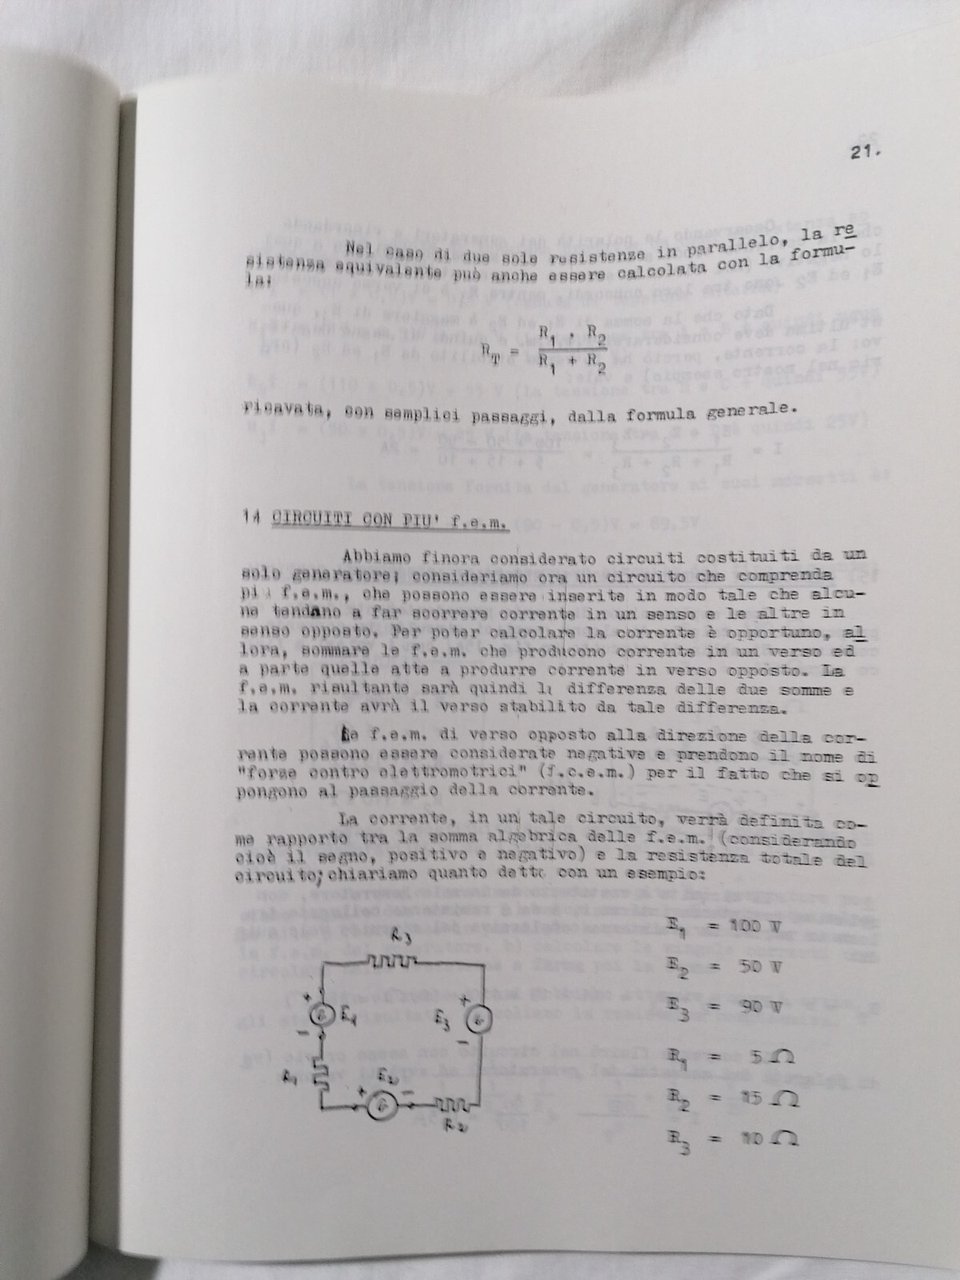 21.
Nel caso di due sole resistenze in parallelo, la re
sistenza equivalente può anche essere calcolata con la formu-
la:
R1 . R2
RT =
R1 + R2
ricavata, con semplici passaggi, dalla formula generale.
14 CIRCUITI CON PIU' f.e.m.
Abbiamo finora considerato circuiti costituiti da un
solo generatore; consideriamo ora un circuito che comprenda
pi f.e.m., che possono essere inserite in modo tale che alcu-
ne tendano a far scorrere corrente in un senso e le altre in
senso opposto. Per poter calcolare la corrente è opportuno, al
lora, sommare le f.e.m. che producono corrente in un verso ed
a parte quelle atte a produrre corrente in verso opposto. La
f.e.m. risultante sarà quindi la differenza delle due somme e
la corrente avrà il verso stabilito da tale differenza.
Le f.e.m. di verso opposto alla direzione della cor-
rente possono essere considerate negative e prendono il nome di
"forze contro elettromotrici" (f.c.e.m.) per il fatto che si op
pongono al passaggio della corrente.
La corrente, in un tale circuito, verrà definita co-
me rapporto tra la somma algebrica delle f.e.m. (considerando
cioè il segno, positivo e negativo) e la resistenza totale del
circuito; chiariamo quanto detto con un esempio:
E1 = 100 V
E2 = 50 V
E3 = 90 V
R1 = 5 Ω
R2 = 15 Ω
R3 = 10 Ω
R3
+ G E1 -
E3 + G -
R1
E2
+ G -
R2